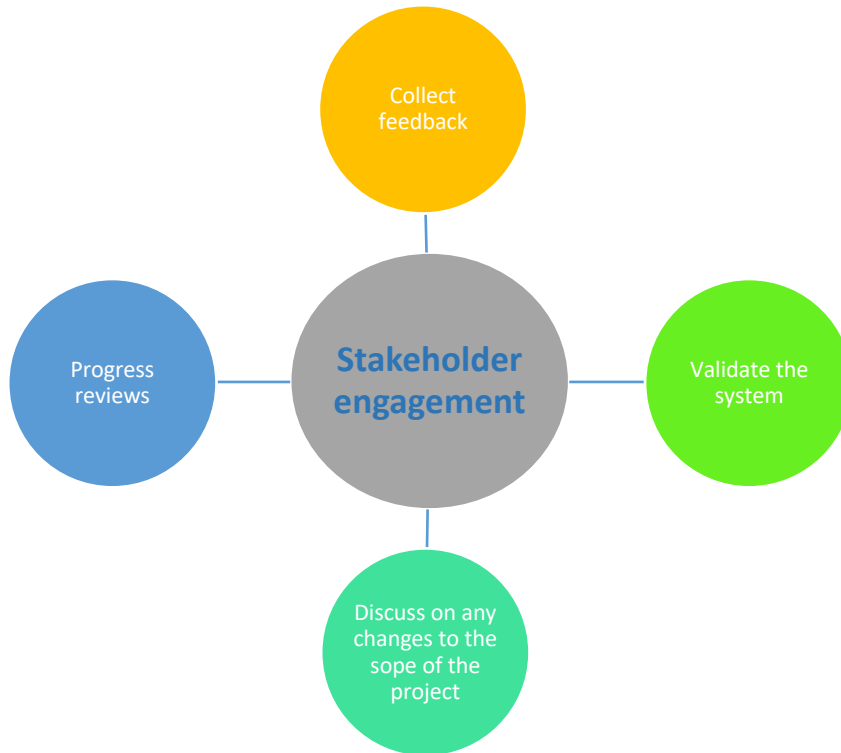 Collect
feedback
Progress
reviews
Stakeholder
engagement
Validate the
system
Discuss on any
changes to the
sope of the
project